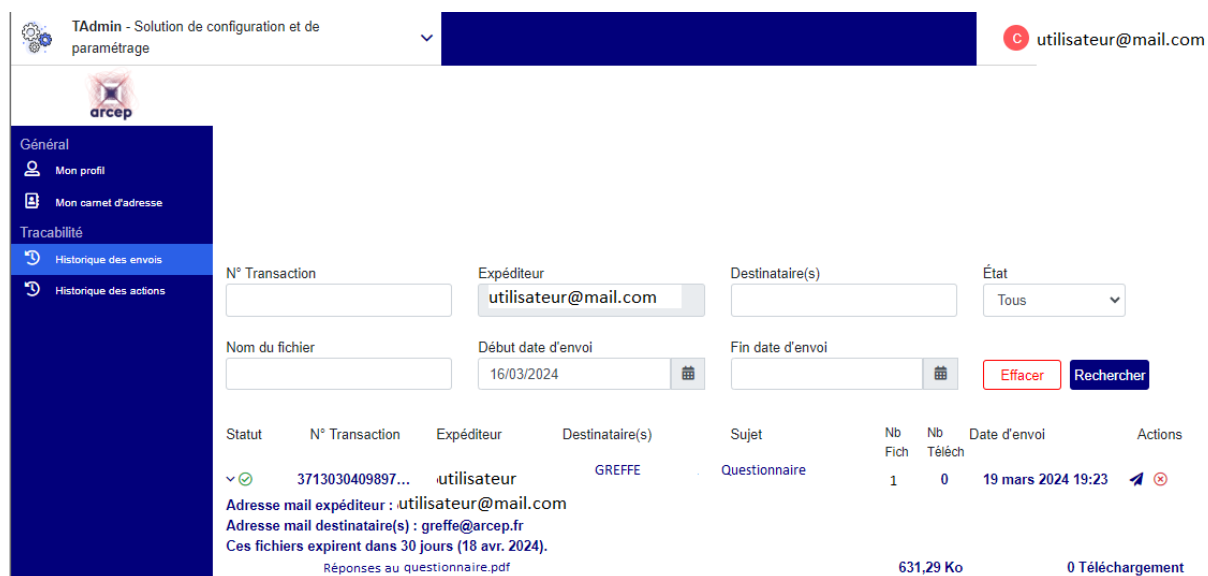 TAdmin - Solution de configuration et de
paramétrage
C utilisateur@mail.com
arcep
Général
Mon profil
Mon carnet d'adresse
Tracabilité
Historique des envois
Historique des actions
N° Transaction Expéditeur Destinataire(s) État
utilisateur@mail.com Tous
Nom du fichier Début date d'envoi Fin date d'envoi
16/03/2024 Effacer Rechercher
Statut N° Transaction Expéditeur Destinataire(s) Sujet Nb Fich Nb Téléch Date d'envoi Actions
3713030409897... utilisateur GREFFE Questionnaire 1 0 19 mars 2024 19:23
Adresse mail expéditeur : utilisateur@mail.com
Adresse mail destinataire(s) : greffe@arcep.fr
Ces fichiers expirent dans 30 jours (18 avr. 2024).
Réponses au questionnaire.pdf 631,29 Ko 0 Téléchargement